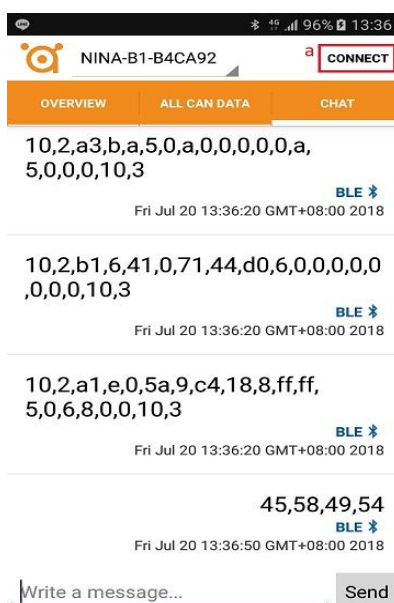 4G 96% 13:36
NINA-B1-B4CA92 a CONNECT
OVERVIEW ALL CAN DATA CHAT
10,2,a3,b,a,5,0,a,0,0,0,0,0,a,
5,0,0,0,10,3
BLE
Fri Jul 20 13:36:20 GMT+08:00 2018
10,2,b1,6,41,0,71,44,d0,6,0,0,0,0,0
,0,0,0,10,3
BLE
Fri Jul 20 13:36:20 GMT+08:00 2018
10,2,a1,e,0,5a,9,c4,18,8,ff,ff,
5,0,6,8,0,0,10,3
BLE
Fri Jul 20 13:36:20 GMT+08:00 2018
45,58,49,54
BLE
Fri Jul 20 13:36:50 GMT+08:00 2018
Write a message... Send